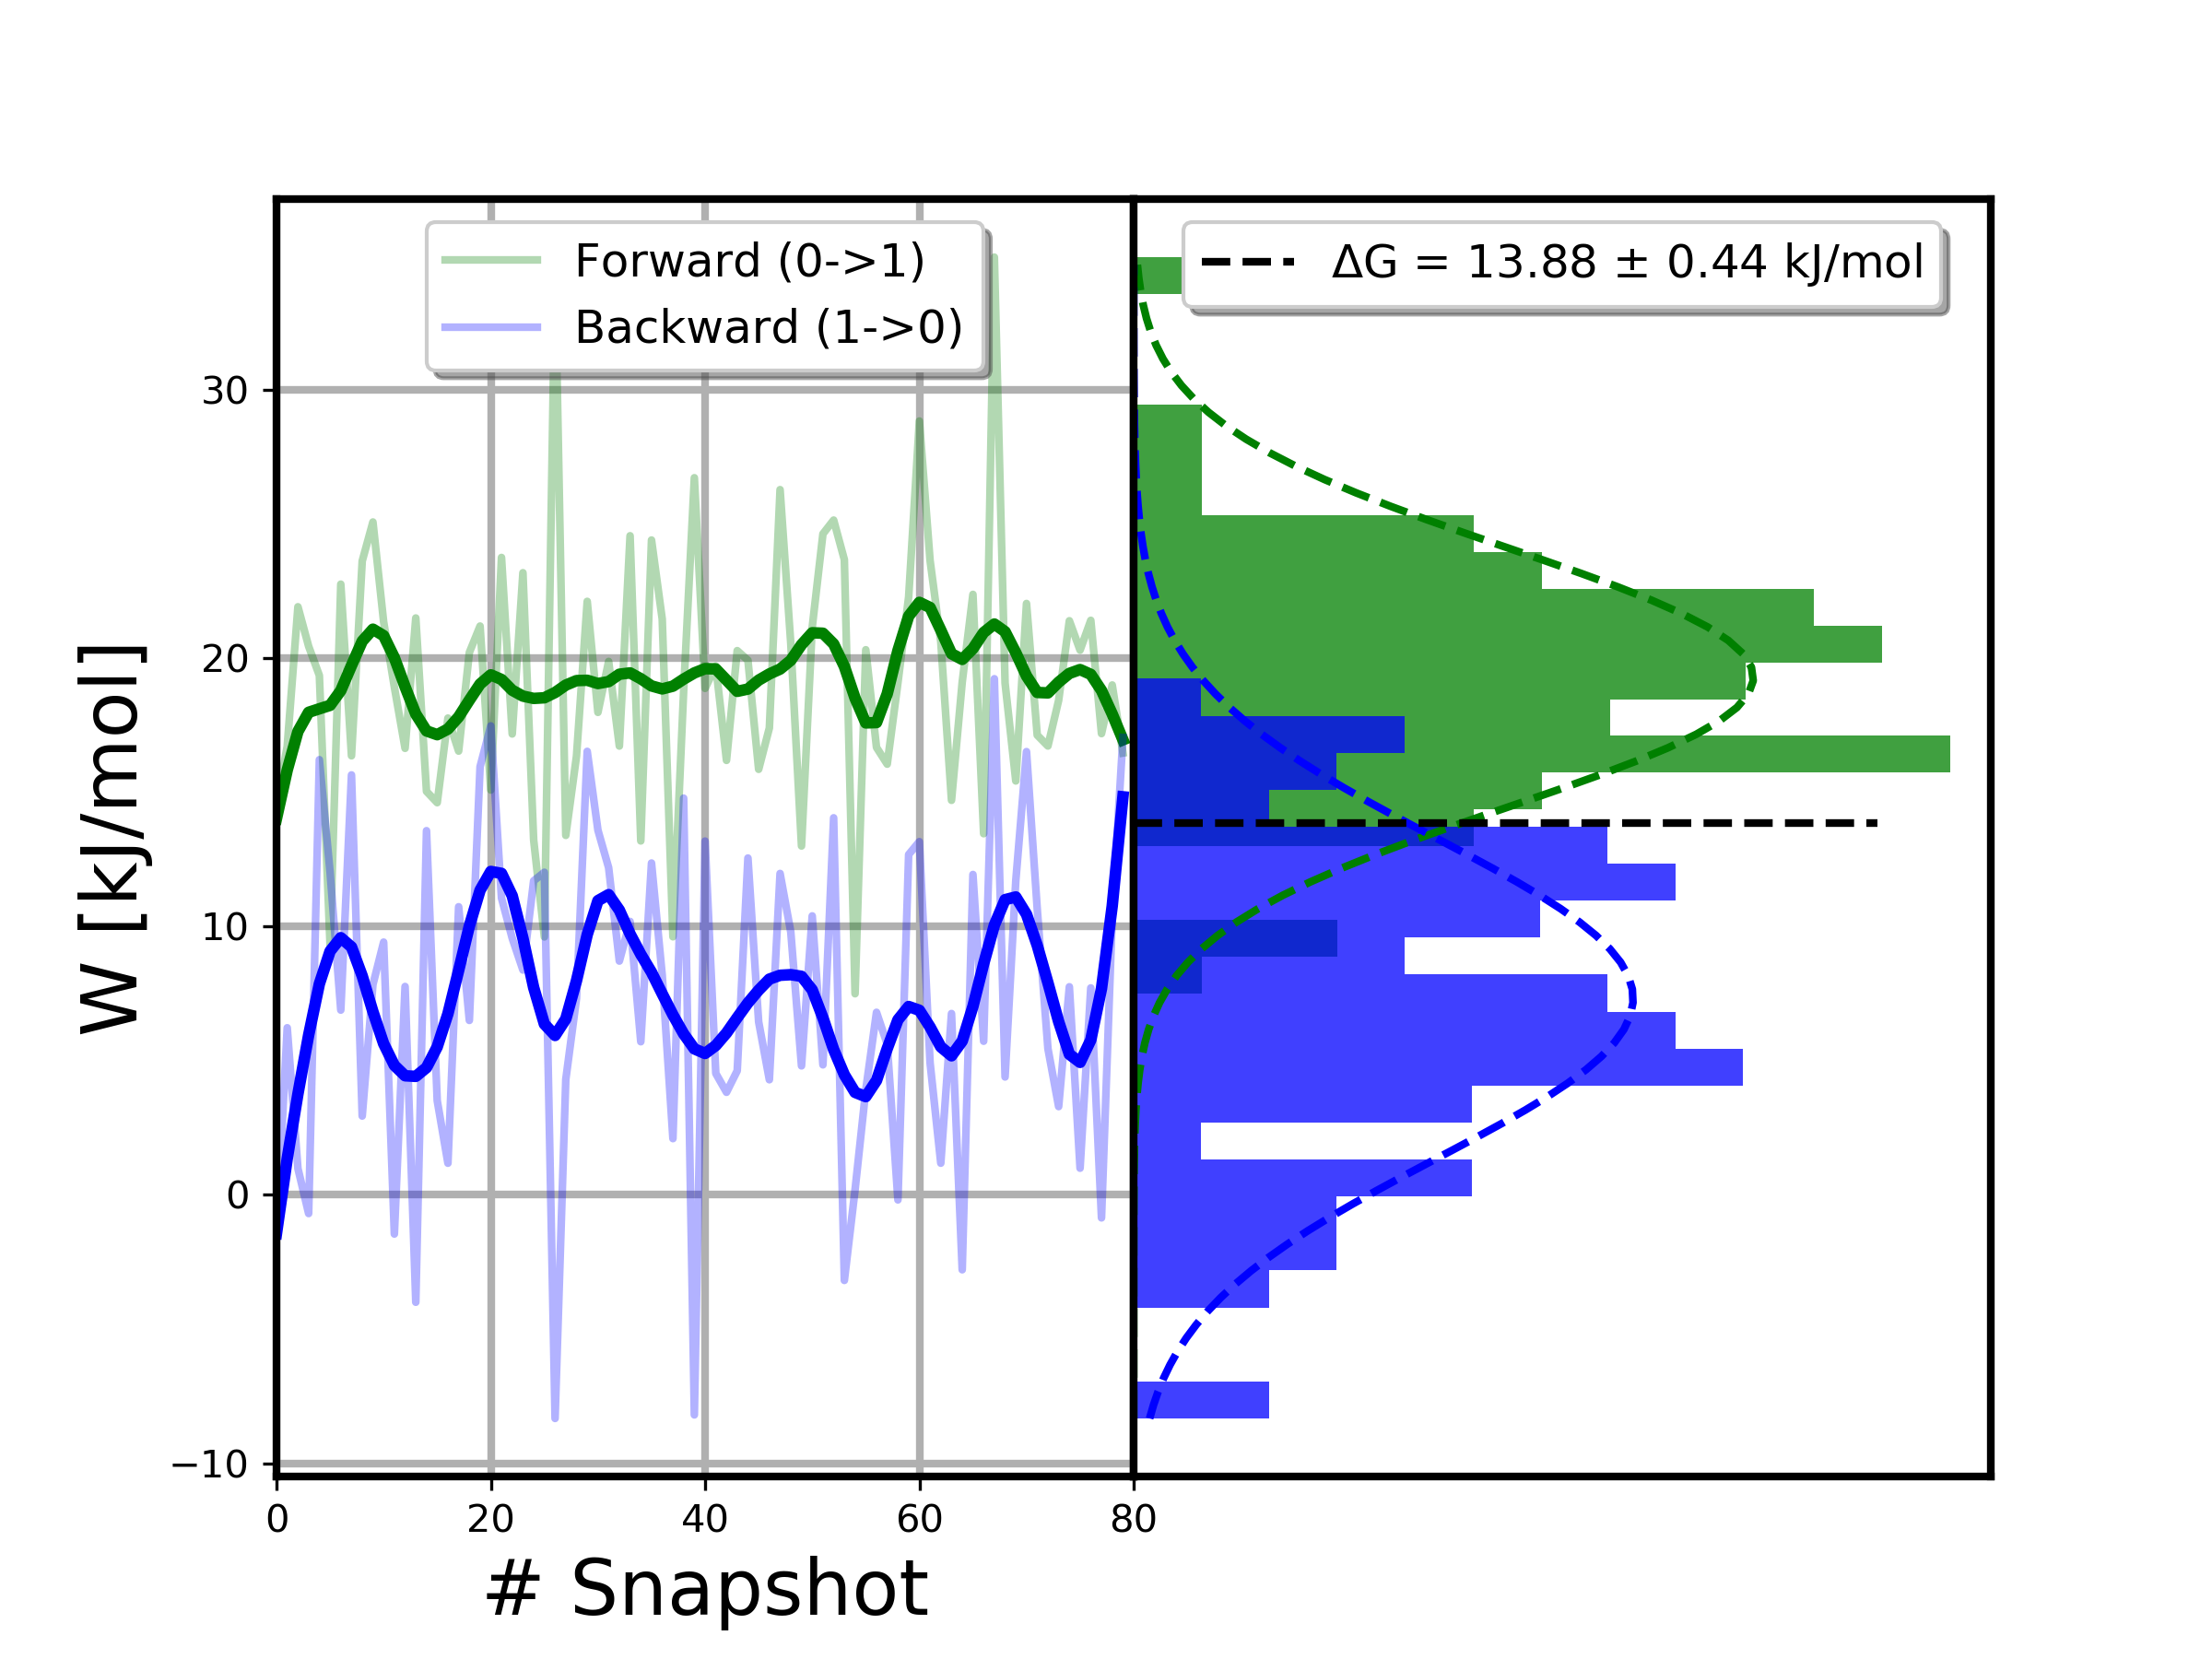 Forward (0->1)
Backward (1->0)
ΔG = 13.88 ± 0.44 kJ/mol
W [kJ/mol]
30
20
10
0
−10
0 20 40 60 80
# Snapshot